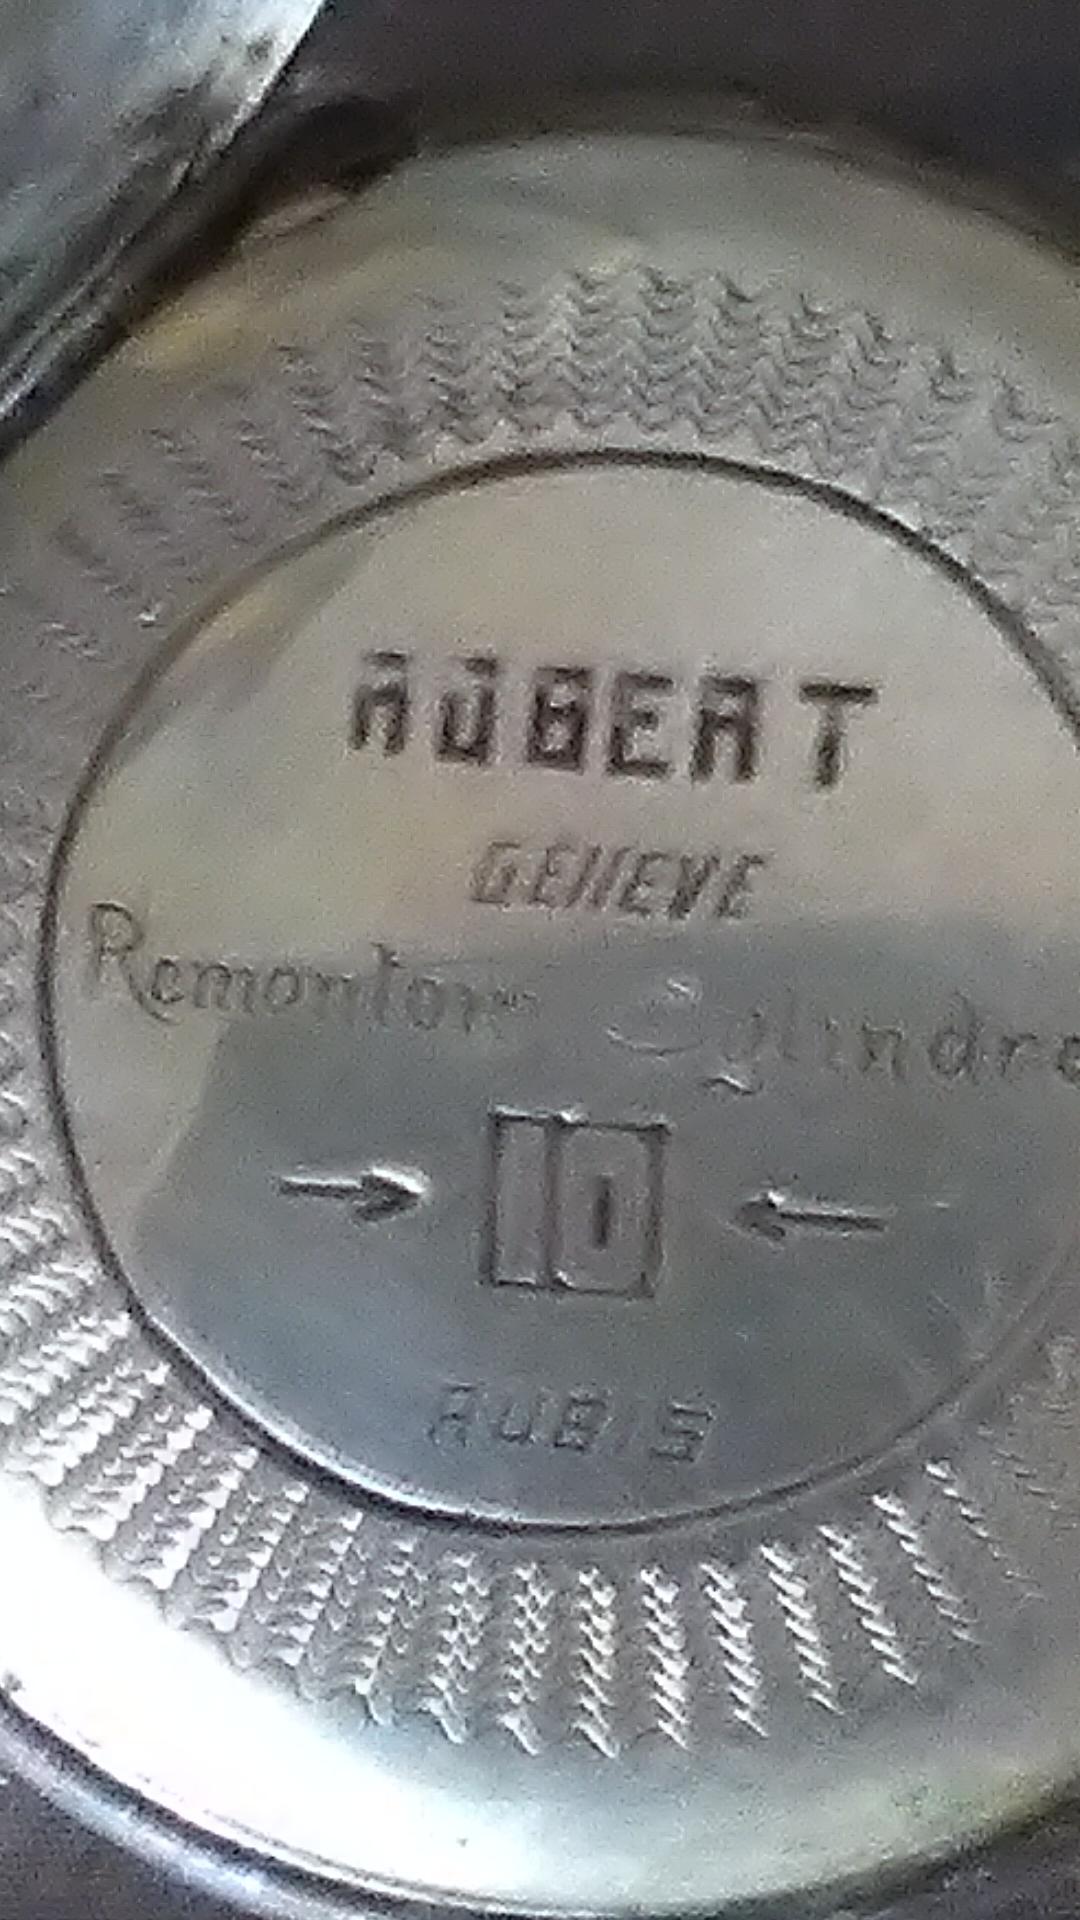 AUBERT
GENEVE
Remontoir Cylindre
10
RUBIS